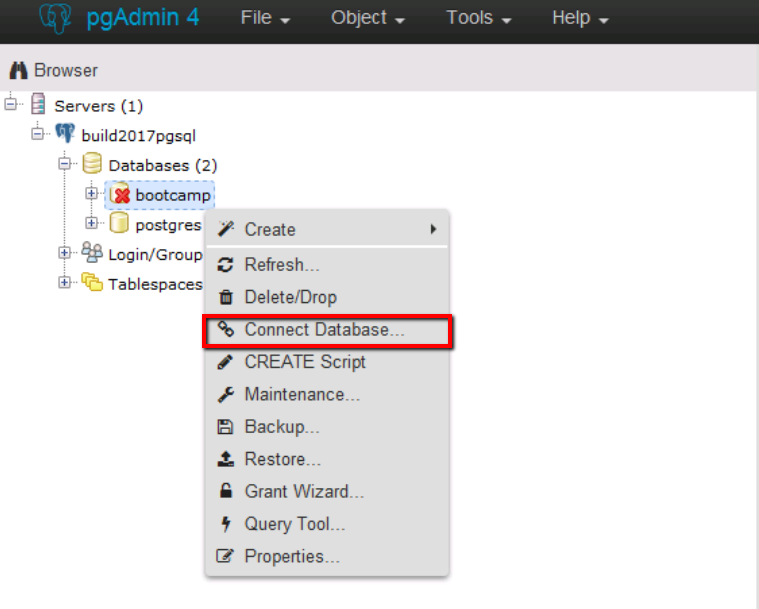 pgAdmin 4 File Object Tools Help
Browser
Servers (1)
build2017pgsql
Databases (2)
bootcamp
postgres
Login/Group
Tablespaces
Create
Refresh...
Delete/Drop
Connect Database...
CREATE Script
Maintenance...
Backup...
Restore...
Grant Wizard...
Query Tool...
Properties...